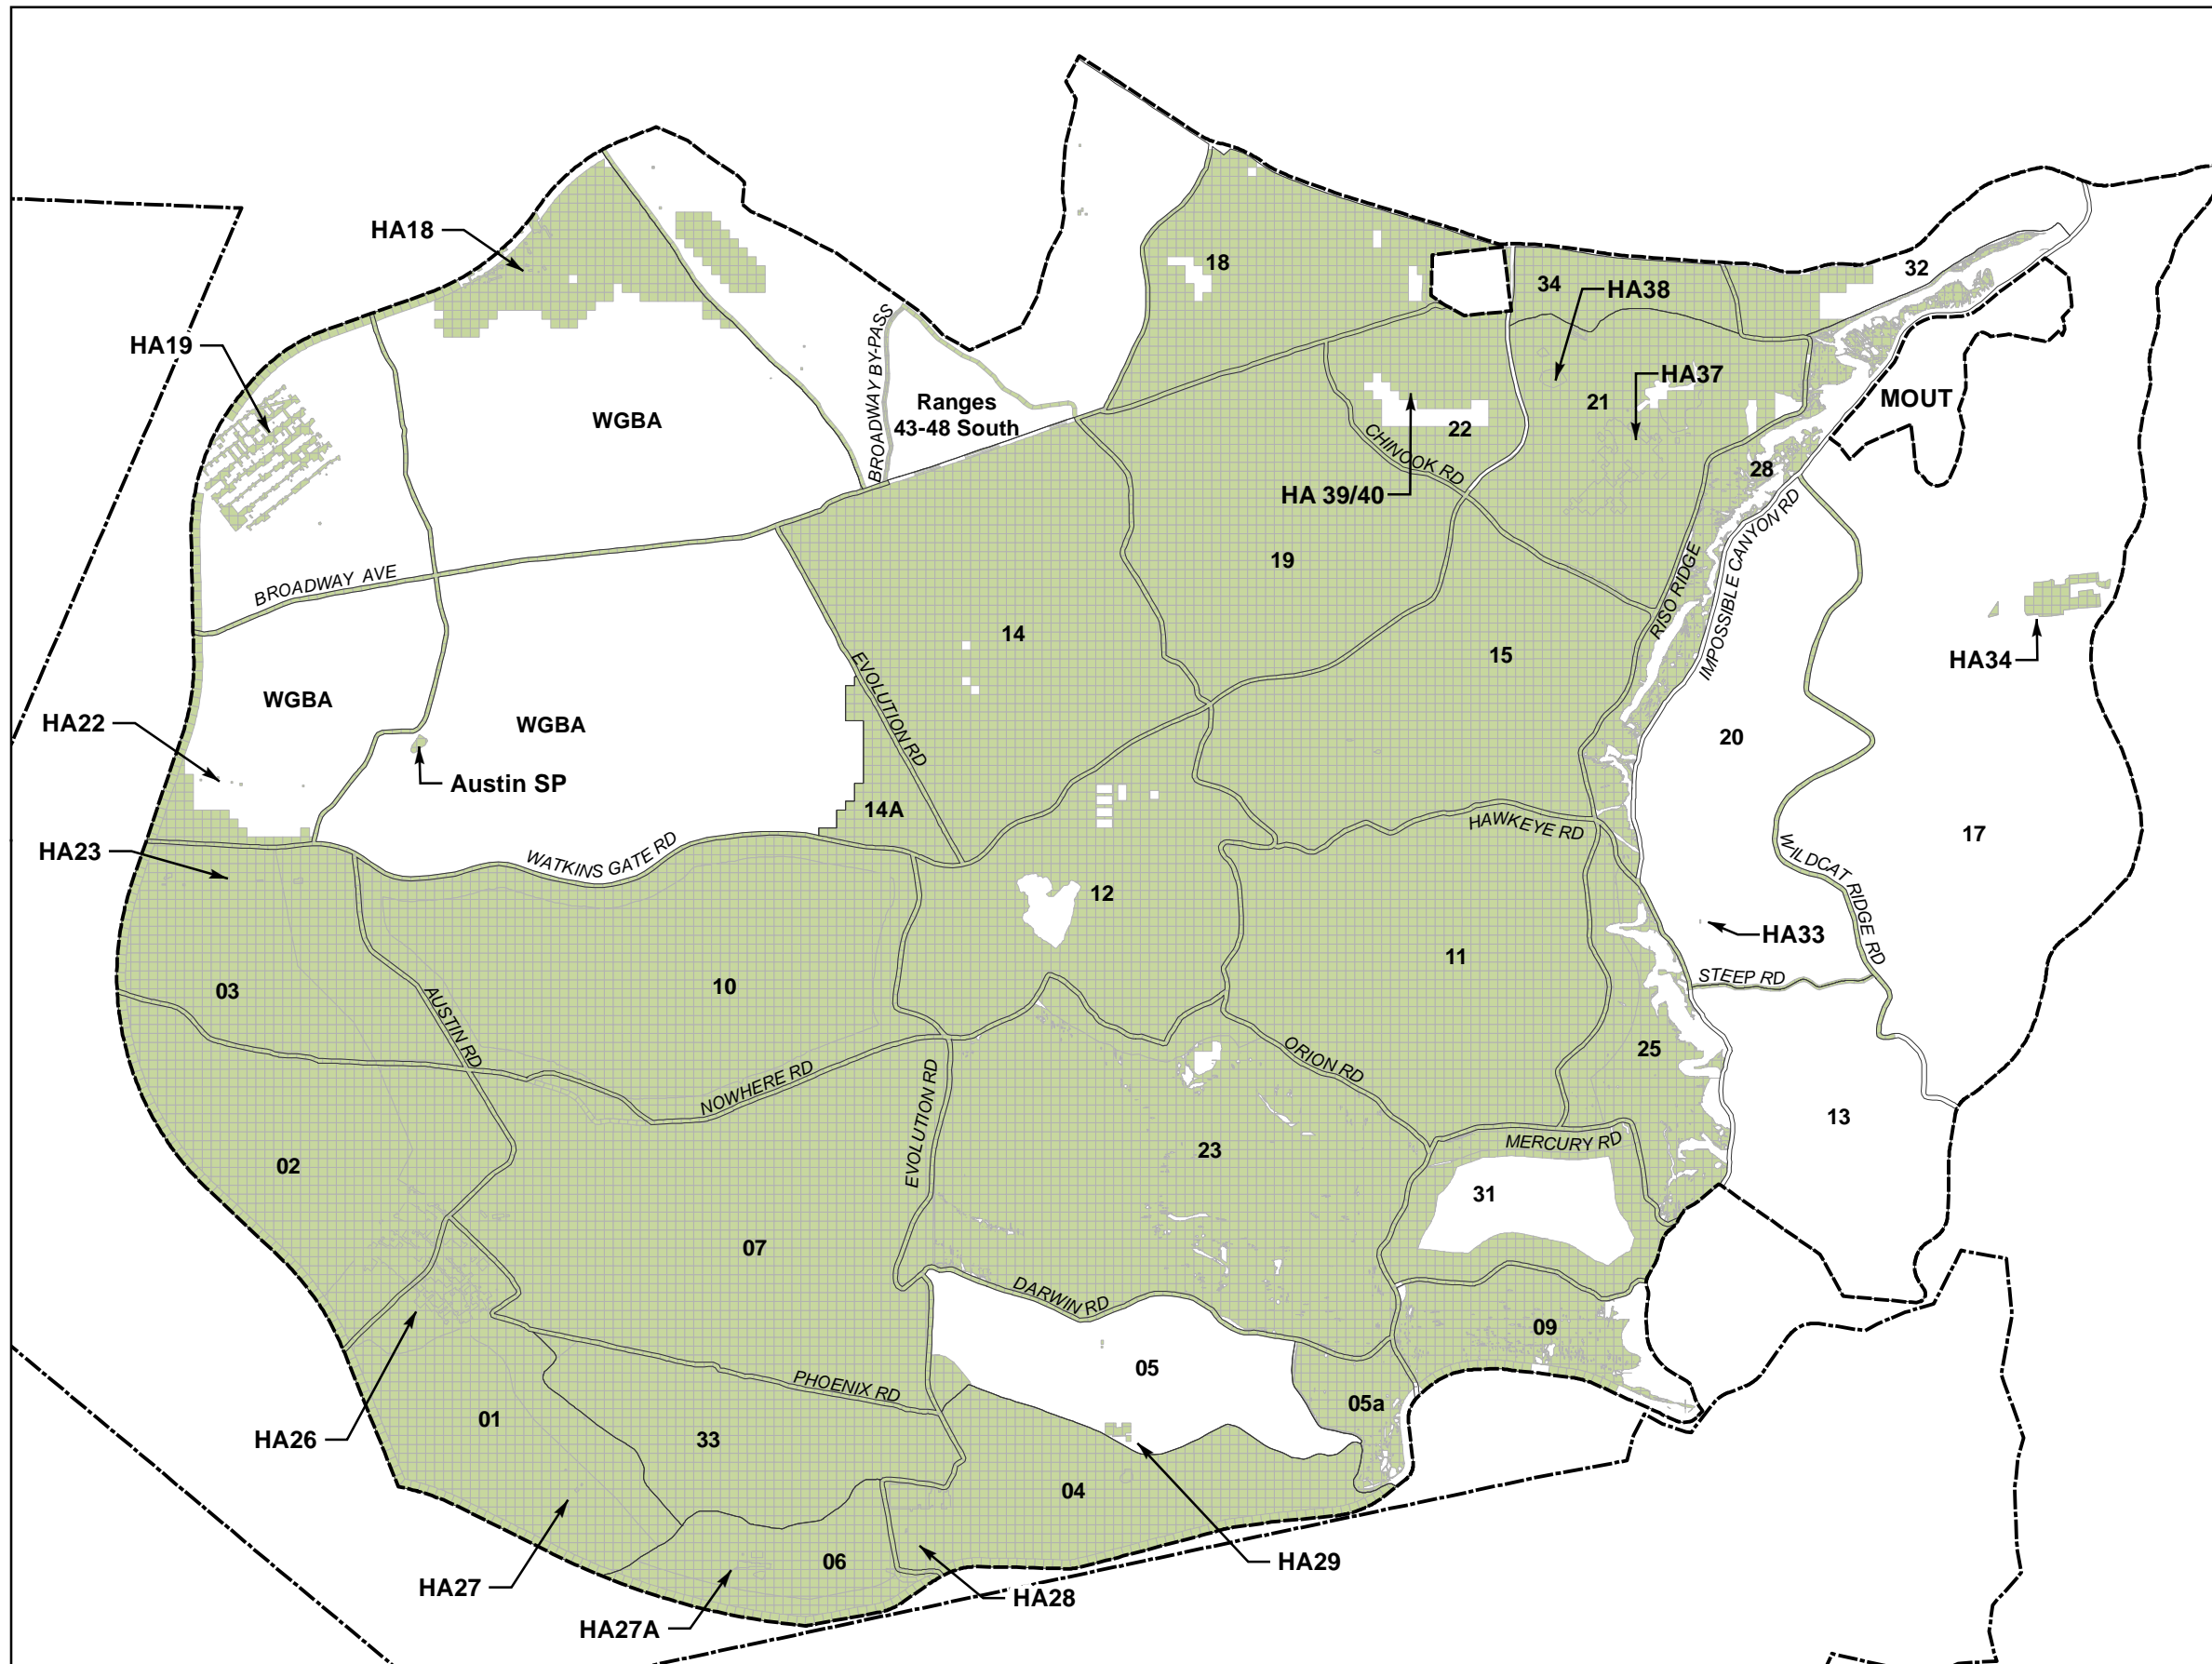 HA18
18
32
34
HA38
HA19
BROADWAY BY-PASS
HA37
MOUT
Ranges
43-48 South
21
WGBA
22
CHINOOK RD
28
HA 39/40
IMPOSSIBLE CANYON RD
19
BROADWAY AVE
RISO RIDGE
14
15
HA34
EVOLUTION RD
WGBA
HA22
WGBA
20
Austin SP
14A
HAWKEYE RD
17
HA23
WATKINS GATE RD
WILDCAT RIDGE RD
12
HA33
11
STEEP RD
03
10
AUSTIN RD
ORION RD
25
NOWHERE RD
EVOLUTION RD
13
MERCURY RD
23
02
31
07
DARWIN RD
09
05
PHOENIX RD
05a
01
HA26
33
04
06
HA29
HA27
HA28
HA27A